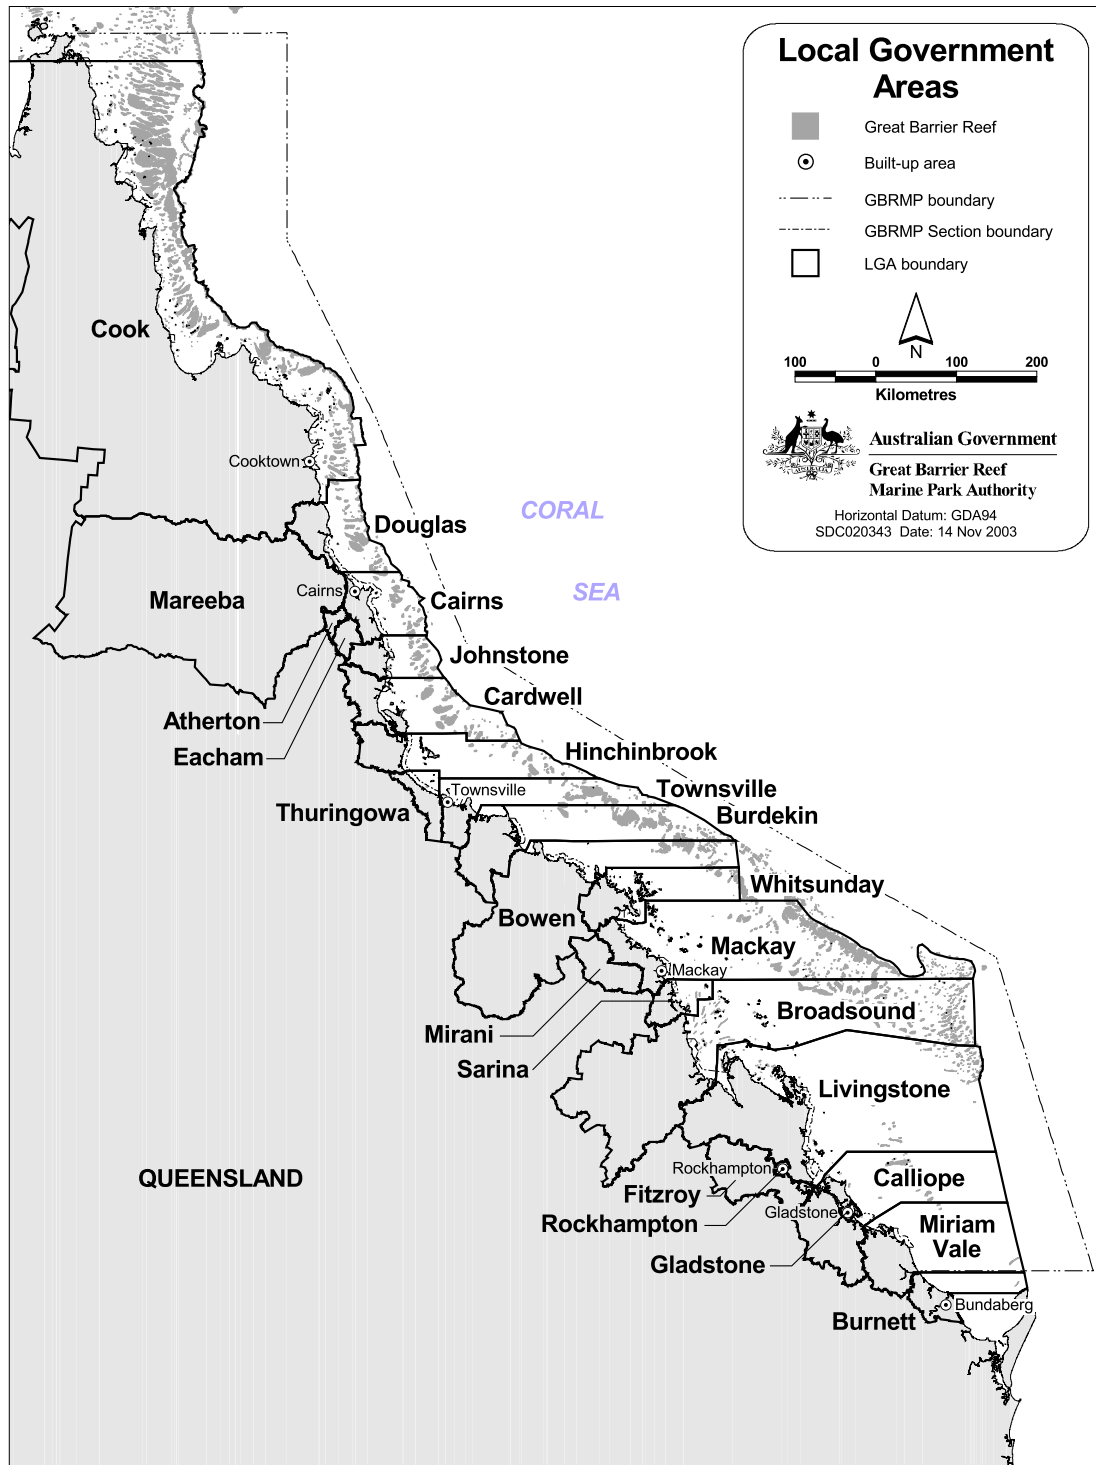 Local Government
Areas
Great Barrier Reef
Built-up area
GBRMP boundary
GBRMP Section boundary
LGA boundary
N
100 0 100 200
Kilometres
Australian Government
Great Barrier Reef
Marine Park Authority
Horizontal Datum: GDA94
SDC020343 Date: 14 Nov 2003
Cook
Cooktown
CORAL
SEA
Douglas
Mareeba
Cairns
Cairns
Johnstone
Cardwell
Atherton
Eacham
Hinchinbrook
Townsville
Townsville
Thuringowa
Burdekin
Whitsunday
Bowen
Mackay
Mackay
Broadsound
Mirani
Sarina
Livingstone
QUEENSLAND
Rockhampton
Fitzroy
Calliope
Rockhampton
Gladstone
Miriam
Vale
Gladstone
Bundaberg
Burnett